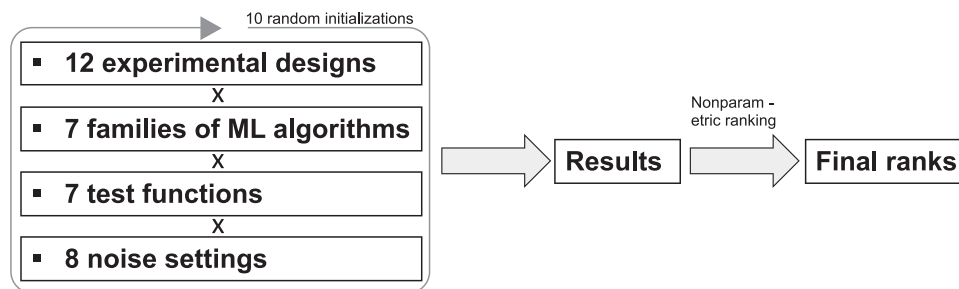 10 random initializations
▪ 12 experimental designs
X
▪ 7 families of ML algorithms
X
▪ 7 test functions
X
▪ 8 noise settings
Results
Nonparam -
etric ranking
Final ranks